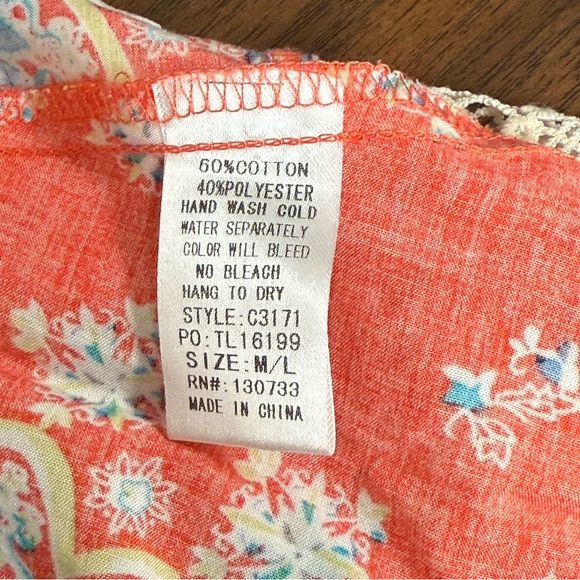 60%COTTON
40%POLYESTER
HAND WASH COLD
WATER SEPARATELY
COLOR WILL BLEED
NO BLEACH
HANG TO DRY
STYLE:C3171
PO:TL16199
SIZE:M/L
RN#:130733
MADE IN CHINA